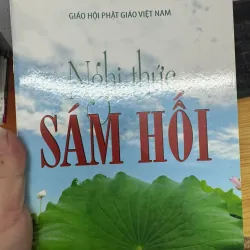 GIÁO HỘI PHẬT GIÁO VIỆT NAM
Nghi thức
SÁM HỐI